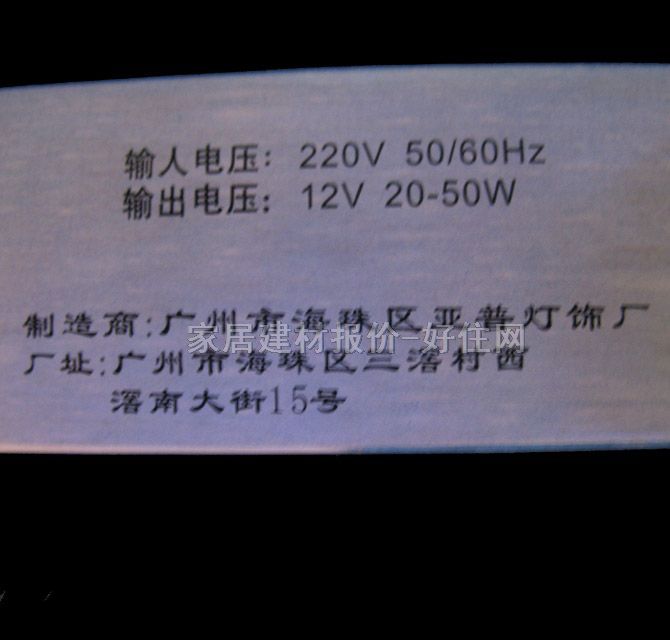 输人电压：220V 50/60Hz
输出电压：12V 20-50W
制造商：广州市海珠区亚普灯饰厂
家居建材报价-好住网
厂址：广州市海珠区三滘村西
滘南大街15号